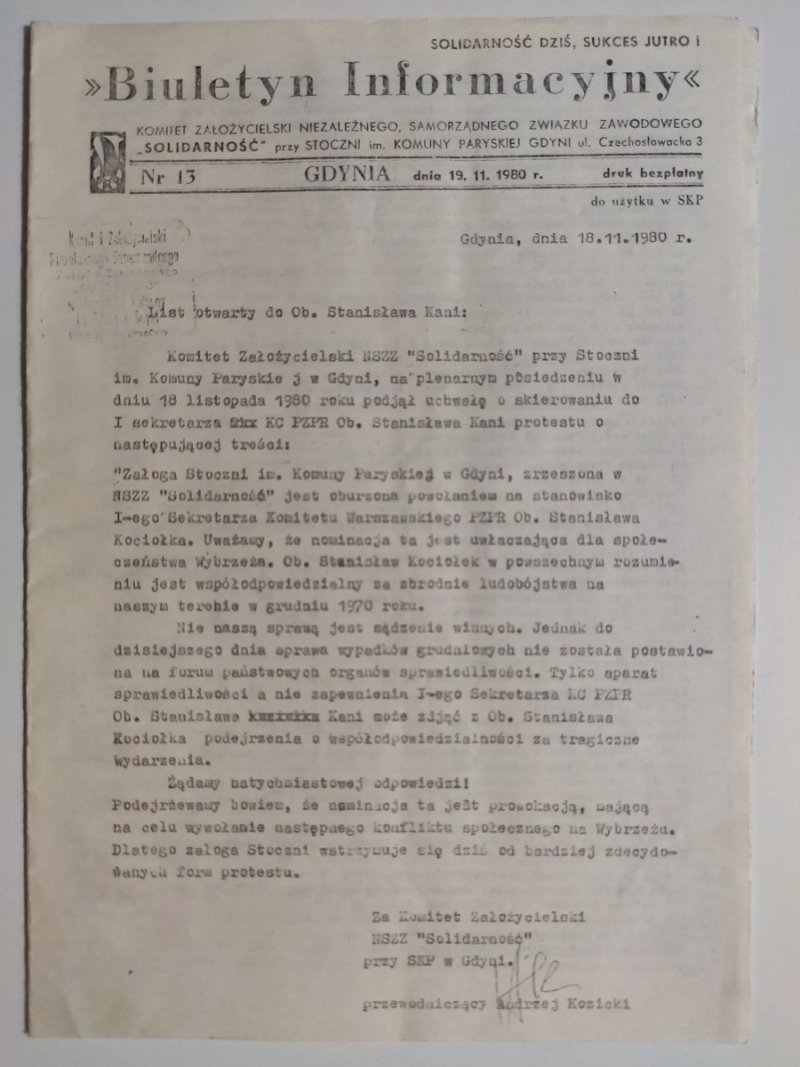 SOLIDARNOŚĆ DZIŚ, SUKCES JUTRO !
»Biuletyn Informacyjny«
KOMITET ZAŁOŻYCIELSKI NIEZALEŻNEGO, SAMORZĄDNEGO ZWIĄZKU ZAWODOWEGO
„SOLIDARNOŚĆ" przy STOCZNI im. KOMUNY PARYSKIEJ GDYNI ul. Czechosłowacka 3
Nr 13 GDYNIA dnia 19. 11. 1980 r. druk bezpłatny
do użytku w SKP
Gdynia, dnia 18.11.1980 r.
Założycielski
List otwarty do Ob. Stanisława Kani:
Komitet Założycielski NSZZ "Solidarność" przy Stoczni
im. Komuny Paryskie j w Gdyni, na plenarnym posiedzeniu w
dniu 18 listopada 1980 roku podjął uchwałę o skierowaniu do
I sekretarza KC PZPR Ob. Stanisława Kani protestu o
następującej treści:
"Załoga Stoczni im. Komuny Paryskiej w Gdyni, zrzeszona w
NSZZ "Solidarność" jest oburzona powołaniem na stanowisko
I-ego Sekretarza Komitetu Warszawskiego PZPR Ob. Stanisława
Kociołka. Uważamy, że nominacja ta jest uwłaczająca dla społe-
czeństwa Wybrzeża. Ob. Stanisław Kociołek w powszechnym rozumie-
niu jest współodpowiedzialny za zbrodnie ludobójstwa na
naszym terenie w grudniu 1970 roku.
Nie naszą sprawą jest sądzenie winnych. Jednak do
dzisiejszego dnia sprawa wypadków grudniowych nie została postawio-
na na forum państwowych organów sprawiedliwości. Tylko aparat
sprawiedliwości a nie zapewnienia I-ego Sekretarza KC PZPR
Ob. Stanisława Kani może zdjąć z Ob. Stanisława
Kociołka podejrzenia o współodpowiedzialności za tragiczne
wydarzenia.
Żądamy natychmiastowej odpowiedzi!
Podejrzewamy bowiem, że nominacja ta jest prowokacją, mającą
na celu wywołanie następnego konfliktu społecznego na Wybrzeżu.
Dlatego załoga Stoczni wstrzymuje się dziś od bardziej zdecydo-
wanych form protestu.
Za Komitet Założycielski
NSZZ "Solidarność"
przy SKP w Gdyni.
przewodniczący Andrzej Kozicki